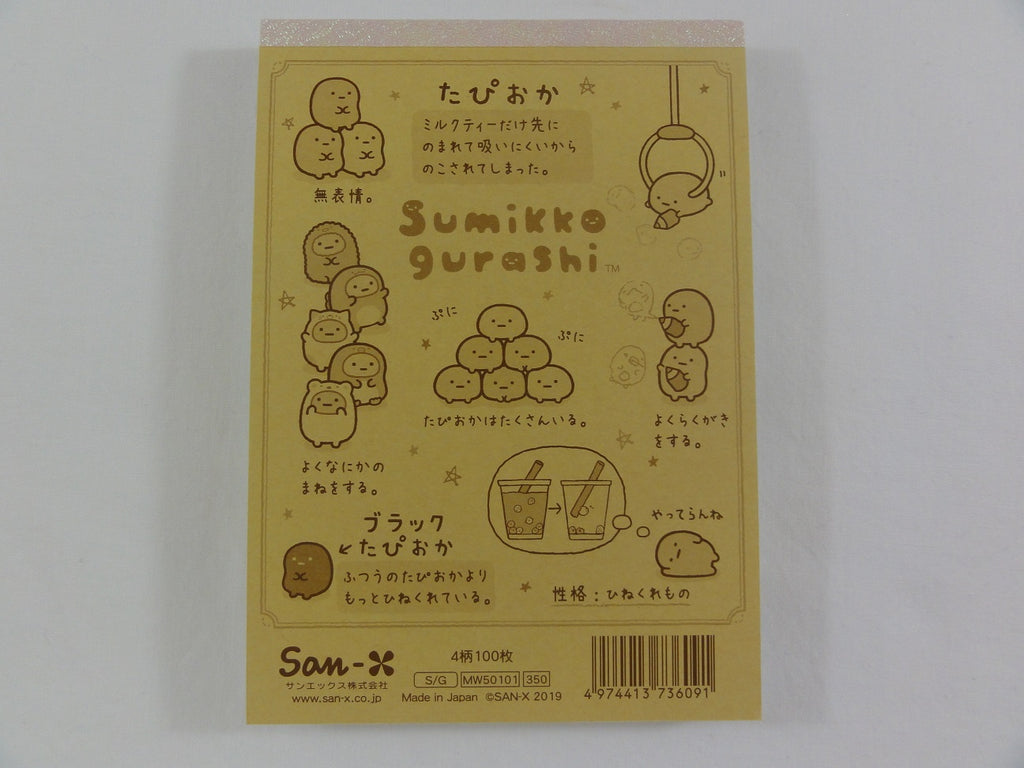 たぴおか
ミルクティーだけ先に
のまれて吸いにくいから
のこされてしまった。
無表情。
Sumikko
gurashi™
ぷに
ぷに
たぴおかはたくさんいる。
よくらくがき
をする。
よくなにかの
まねをする。
ブラック
たぴおか
ふつうのたぴおかより
もっとひねくれている。
やってらんね
性格：ひねくれもの
San-X
サンエックス株式会社
www.san-x.co.jp
4柄100枚
S/G MW50101 350
Made in Japan ©SAN-X 2019
4 974413 736091